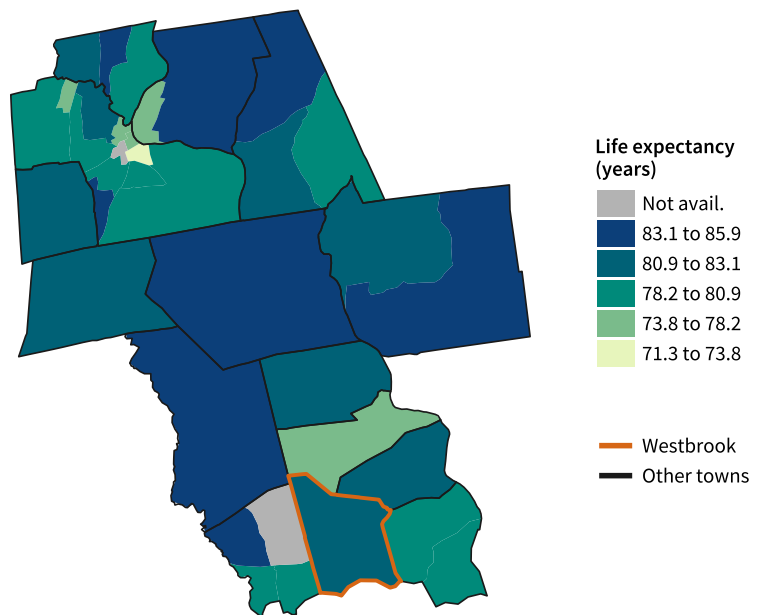 Life expectancy
(years)
Not avail.
83.1 to 85.9
80.9 to 83.1
78.2 to 80.9
73.8 to 78.2
71.3 to 73.8
Westbrook
Other towns